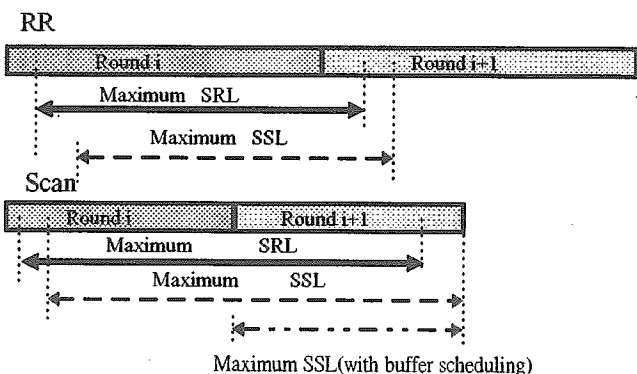 RR
Round i Round i+1
Maximum SRL
Maximum SSL
Scan
Round i Round i+1
Maximum SRL
Maximum SSL
Maximum SSL(with buffer scheduling)